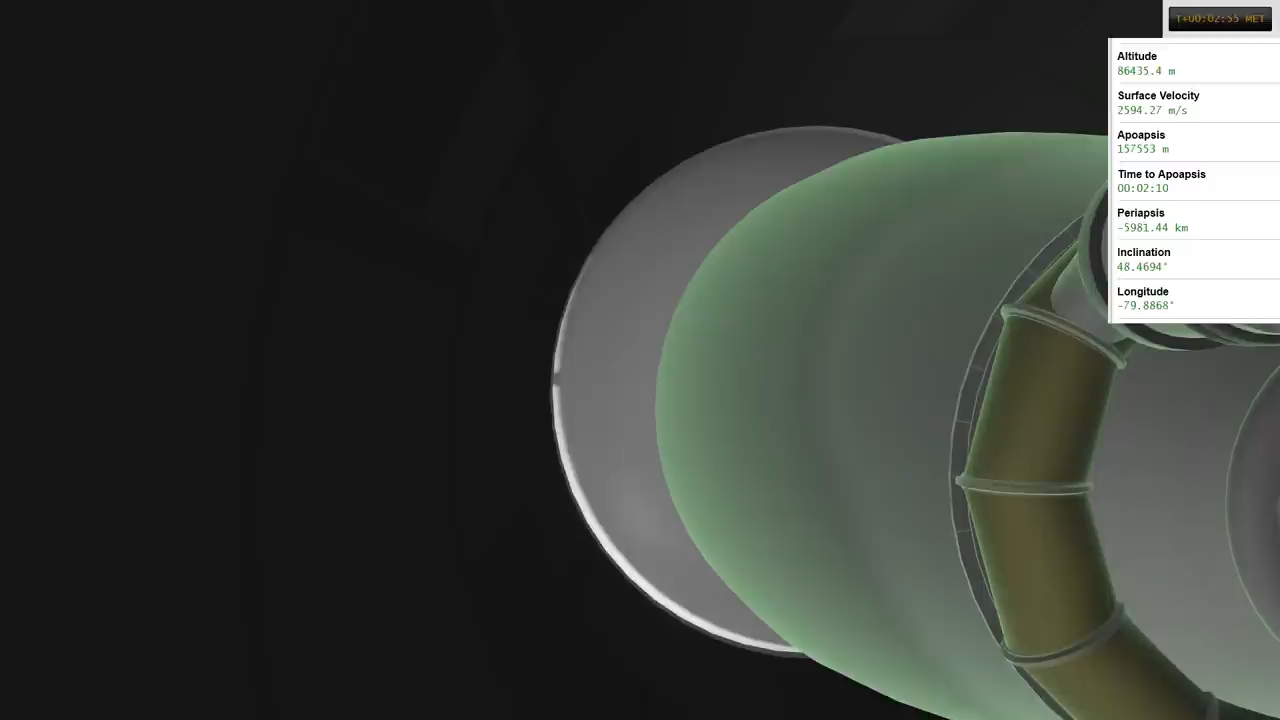 T+00:02:55 MET
Altitude
86435.4 m
Surface Velocity
2594.27 m/s
Apoapsis
157553 m
Time to Apoapsis
00:02:10
Periapsis
-5981.44 km
Inclination
48.4694°
Longitude
-79.8868°